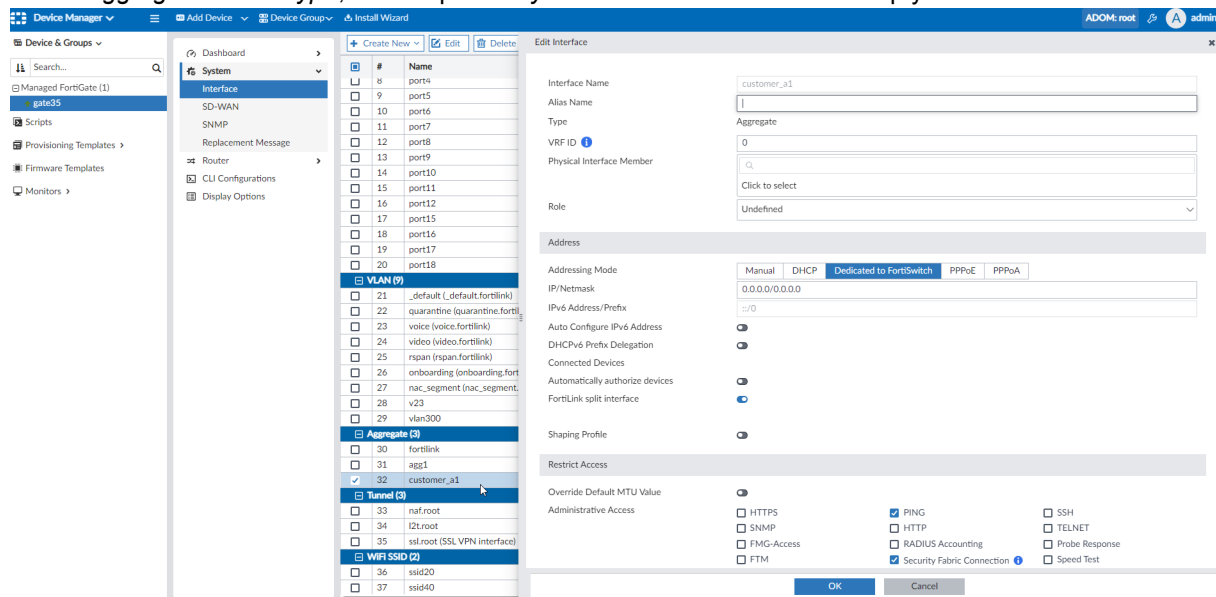 Device Manager Add Device Device Group Install Wizard ADOM: root A admin
Device & Groups
Search...
Managed FortiGate (1)
gate35
Scripts
Provisioning Templates
Firmware Templates
Monitors
Dashboard
System
Interface
SD-WAN
SNMP
Replacement Message
Router
CLI Configurations
Display Options
+ Create New Edit Delete
# Name
8 port4
9 port5
10 port6
11 port7
12 port8
13 port9
14 port10
15 port11
16 port12
17 port15
18 port16
19 port17
20 port18
VLAN (9)
21 _default (_default.fortilink)
22 quarantine (quarantine.fortil
23 voice (voice.fortilink)
24 video (video.fortilink)
25 rspan (rspan.fortilink)
26 onboarding (onboarding.fort
27 nac_segment (nac_segment.
28 v23
29 vlan300
Aggregate (3)
30 fortilink
31 agg1
32 customer_a1
Tunnel (3)
33 naf.root
34 l2t.root
35 ssl.root (SSL VPN interface)
WIFI SSID (2)
36 ssid20
37 ssid40
Edit Interface
Interface Name customer_a1
Alias Name
Type Aggregate
VRF ID 0
Physical Interface Member
Click to select
Role Undefined
Address
Addressing Mode Manual DHCP Dedicated to FortiSwitch PPPoE PPPoA
IP/Netmask 0.0.0.0/0.0.0.0
IPv6 Address/Prefix ::/0
Auto Configure IPv6 Address
DHCPv6 Prefix Delegation
Connected Devices
Automatically authorize devices
FortiLink split interface
Shaping Profile
Restrict Access
Override Default MTU Value
Administrative Access HTTPS PING SSH
SNMP HTTP TELNET
FMG-Access RADIUS Accounting Probe Response
FTM Security Fabric Connection Speed Test
OK Cancel